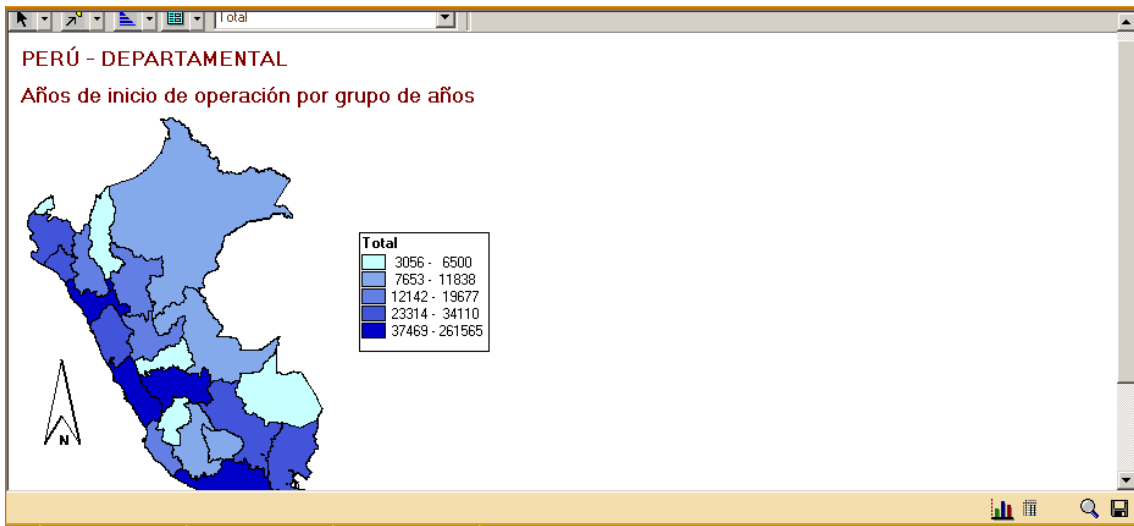 Total
PERÚ - DEPARTAMENTAL
Años de inicio de operación por grupo de años
Total
3056 - 6500
7653 - 11838
12142 - 19677
23314 - 34110
37469 - 261565
N